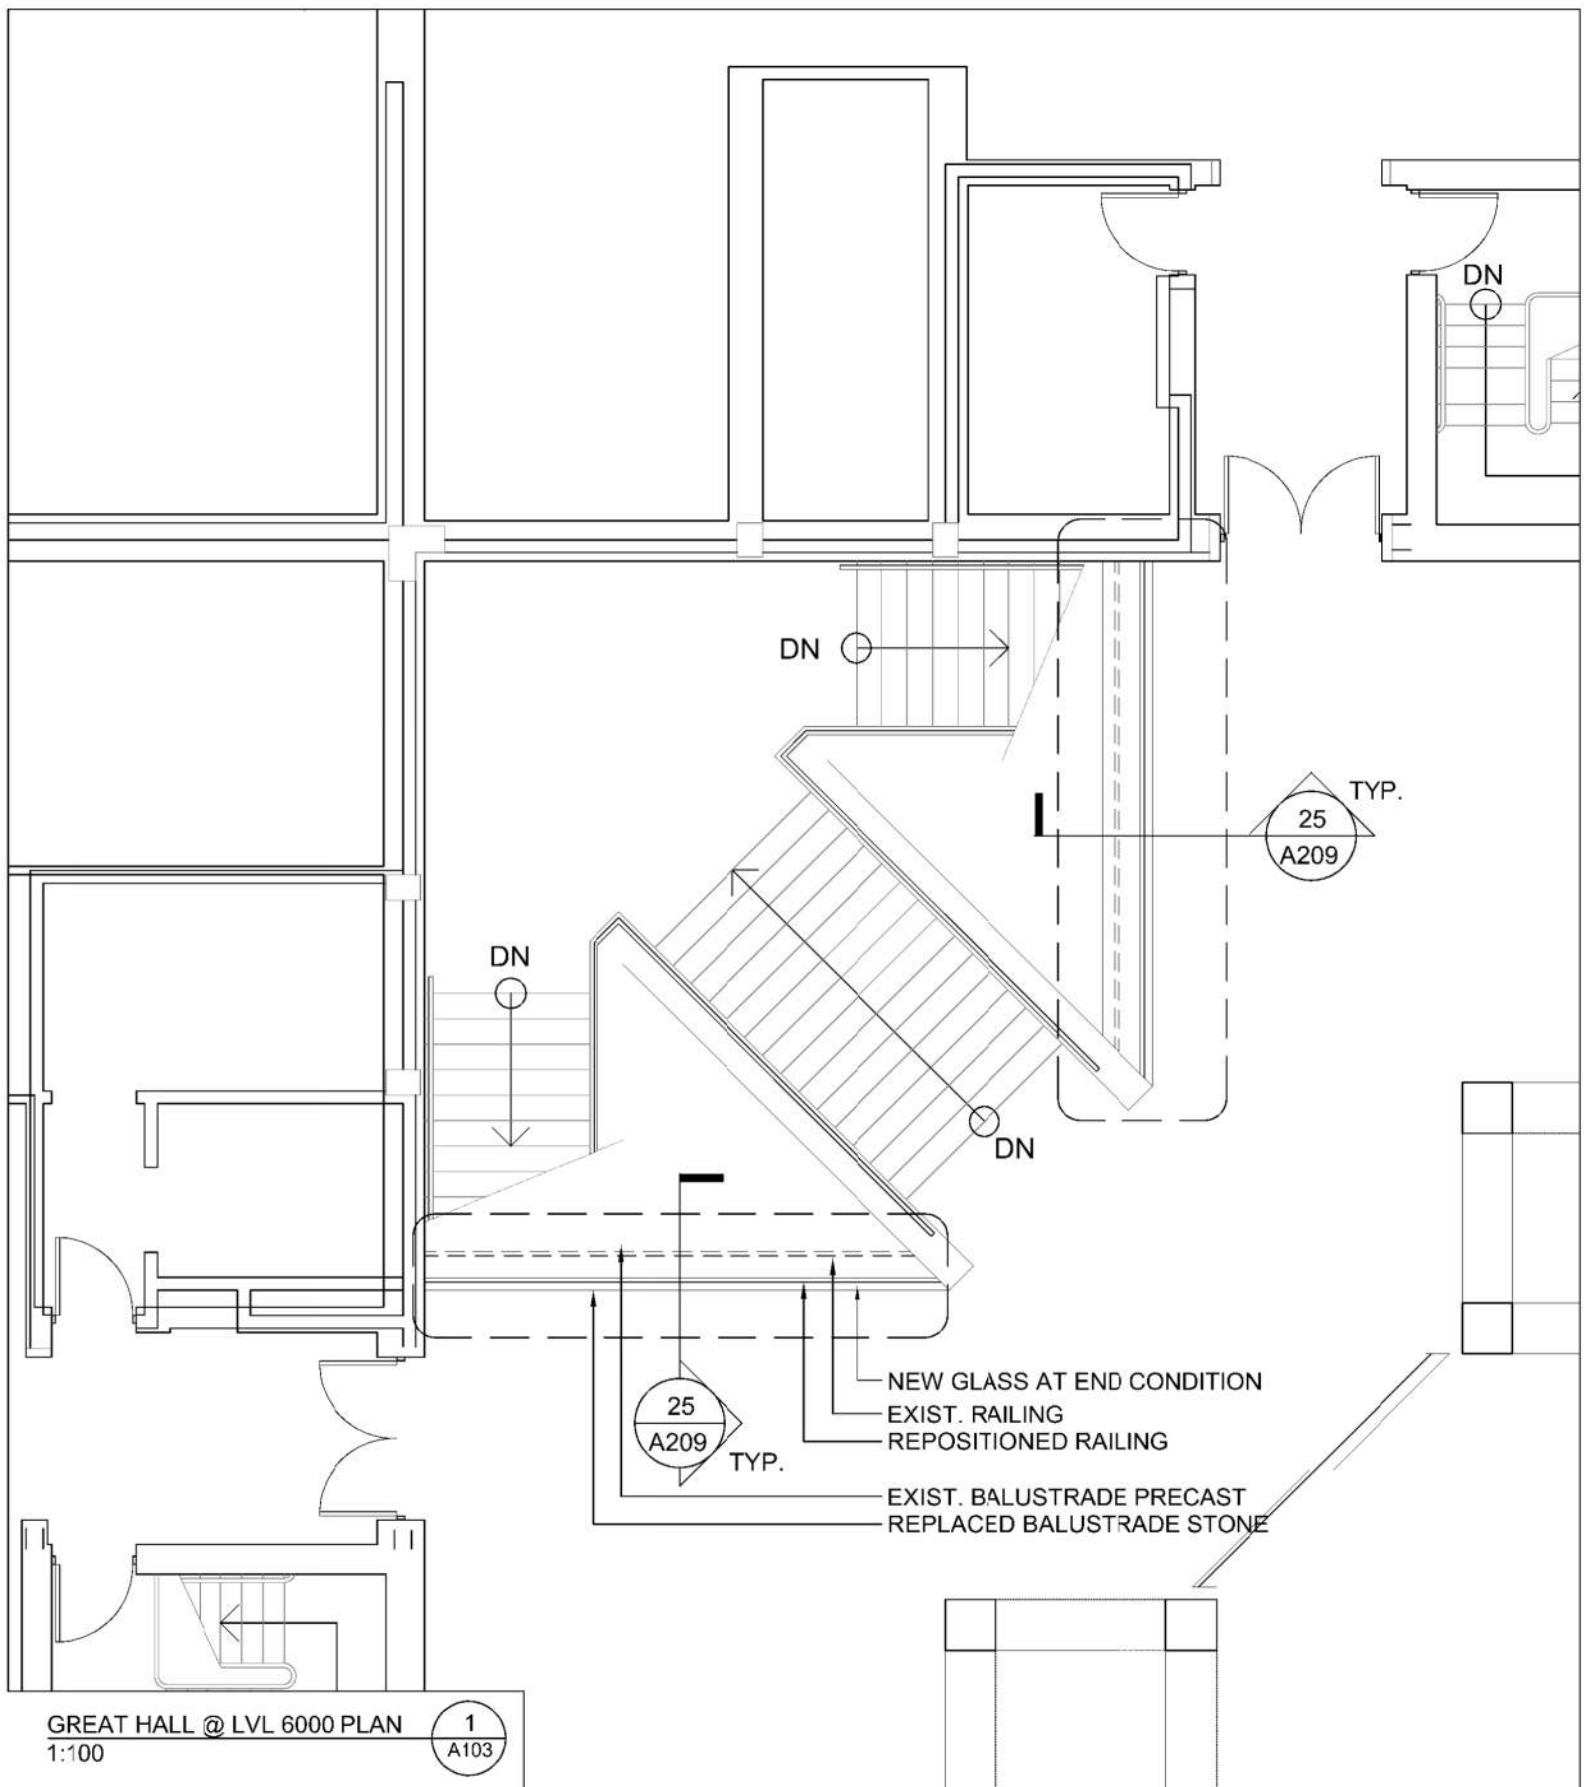 DN
DN
TYP.
25
A209
DN
DN
NEW GLASS AT END CONDITION
EXIST. RAILING
REPOSITIONED RAILING
25
A209
TYP.
EXIST. BALUSTRADE PRECAST
REPLACED BALUSTRADE STONE
GREAT HALL @ LVL 6000 PLAN
1:100
1
A103